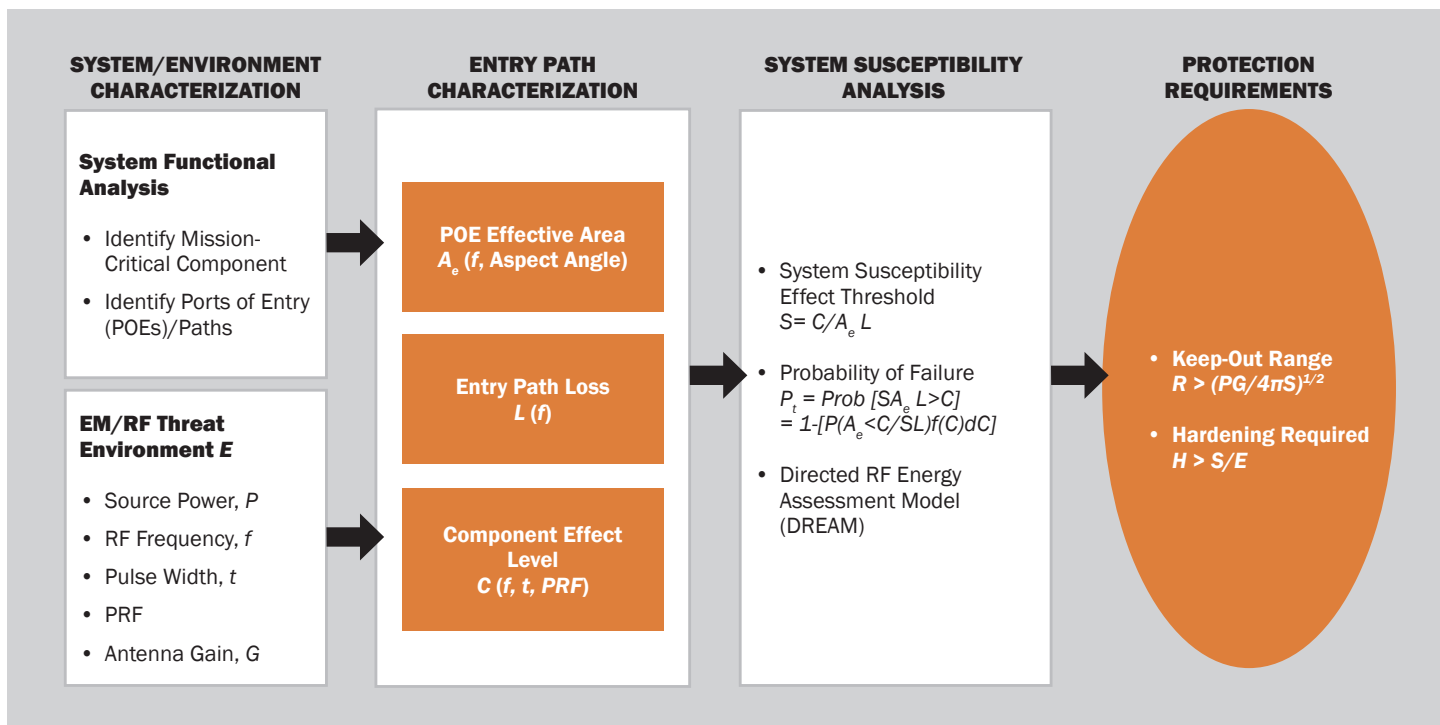 SYSTEM/ENVIRONMENT
CHARACTERIZATION
System Functional
Analysis
• Identify Mission-
Critical Component
• Identify Ports of Entry
(POEs)/Paths
EM/RF Threat
Environment E
• Source Power, P
• RF Frequency, f
• Pulse Width, t
• PRF
• Antenna Gain, G
ENTRY PATH
CHARACTERIZATION
POE Effective Area
Aₑ (f, Aspect Angle)
Entry Path Loss
L (f)
Component Effect
Level
C (f, t, PRF)
SYSTEM SUSCEPTIBILITY
ANALYSIS
• System Susceptibility
Effect Threshold
S= C/Aₑ L
• Probability of Failure
Pₜ = Prob [SAₑ L>C]
= 1-[P(Aₑ<C/SL)f(C)dC]
• Directed RF Energy
Assessment Model
(DREAM)
PROTECTION
REQUIREMENTS
• Keep-Out Range
R > (PG/4πS)¹/²
• Hardening Required
H > S/E